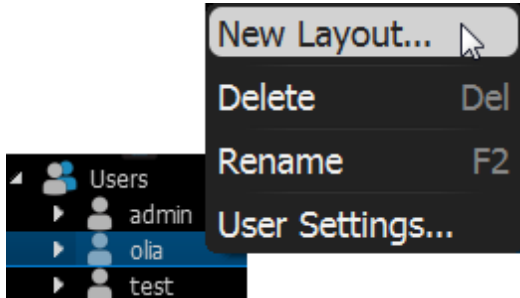 New Layout...
Delete Del
Rename F2
User Settings...
Users
admin
olia
test